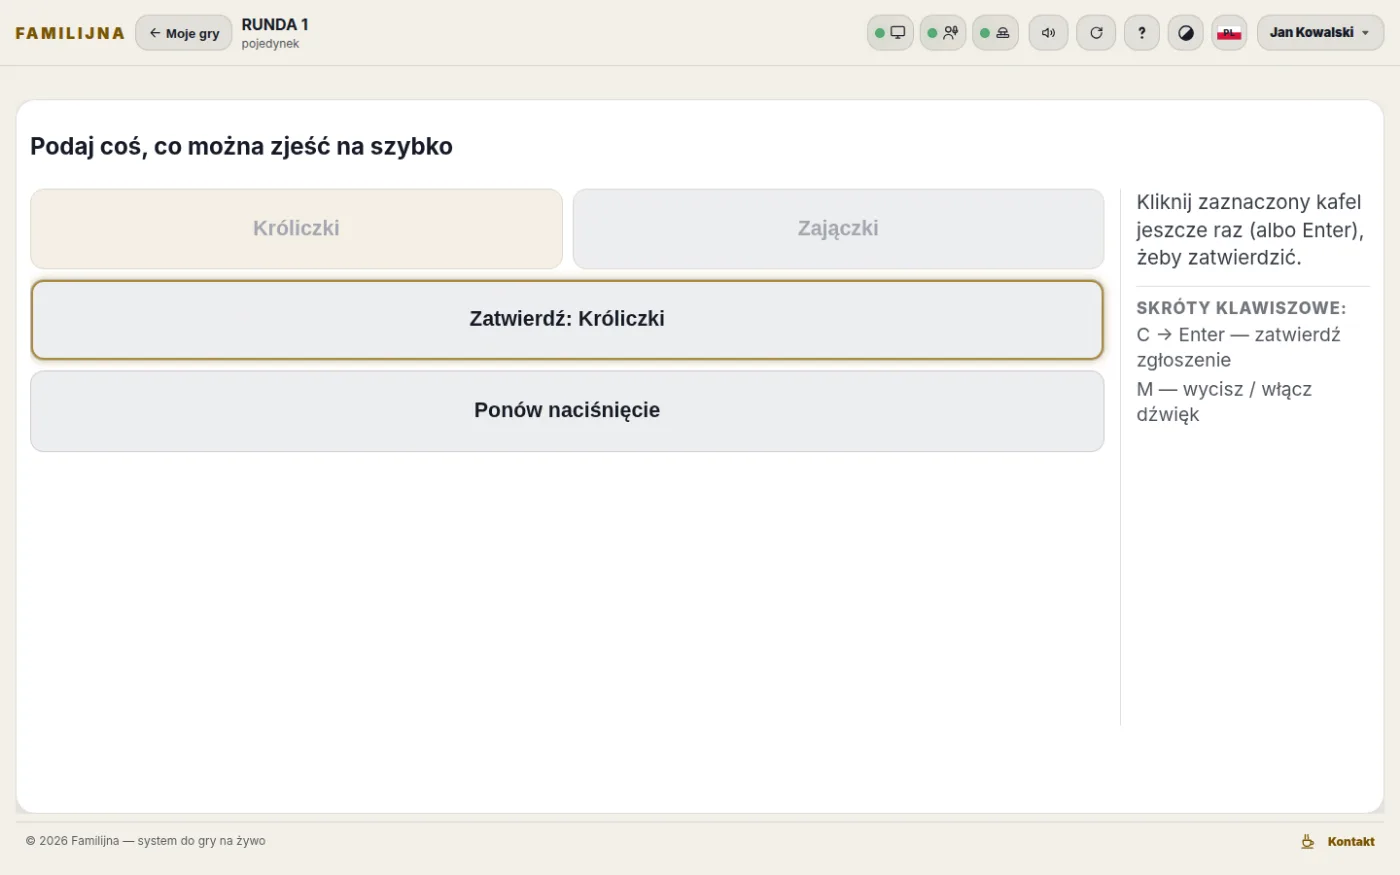 FAMILIJNA
← Moje gry
RUNDA 1
pojedynek
?
PL
Jan Kowalski
Podaj coś, co można zjeść na szybko
Króliczki
Zajączki
Zatwierdź: Króliczki
Ponów naciśnięcie
Kliknij zaznaczony kafel
jeszcze raz (albo Enter),
żeby zatwierdzić.
SKRÓTY KLAWISZOWE:
C → Enter — zatwierdź
zgłoszenie
M — wycisz / włącz
dźwięk
© 2026 Familijna — system do gry na żywo
Kontakt